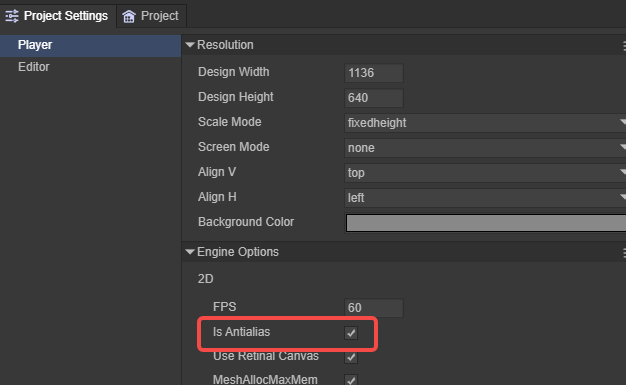 Project Settings Project
Player
Editor
Resolution
Design Width 1136
Design Height 640
Scale Mode fixedheight
Screen Mode none
Align V top
Align H left
Background Color
Engine Options
2D
FPS 60
Is Antialias
Use Retinal Canvas
MeshAllocMaxMem